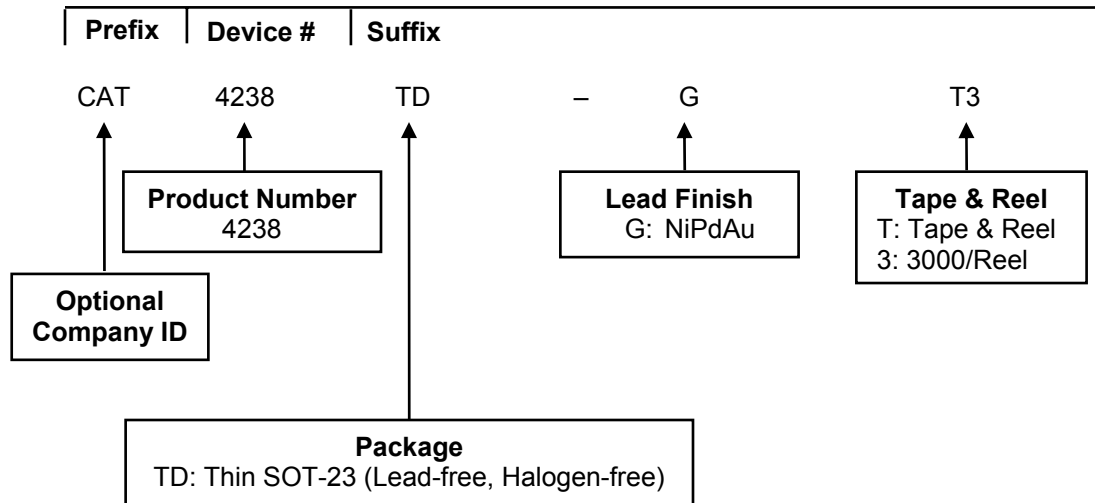 Prefix Device # Suffix
CAT 4238 TD – G T3
Product Number
4238
Lead Finish
G: NiPdAu
Tape & Reel
T: Tape & Reel
3: 3000/Reel
Optional
Company ID
Package
TD: Thin SOT-23 (Lead-free, Halogen-free)